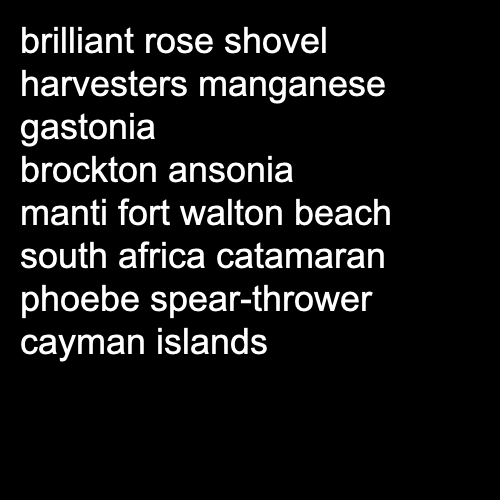 brilliant rose shovel
harvesters manganese
gastonia
brockton ansonia
manti fort walton beach
south africa catamaran
phoebe spear-thrower
cayman islands